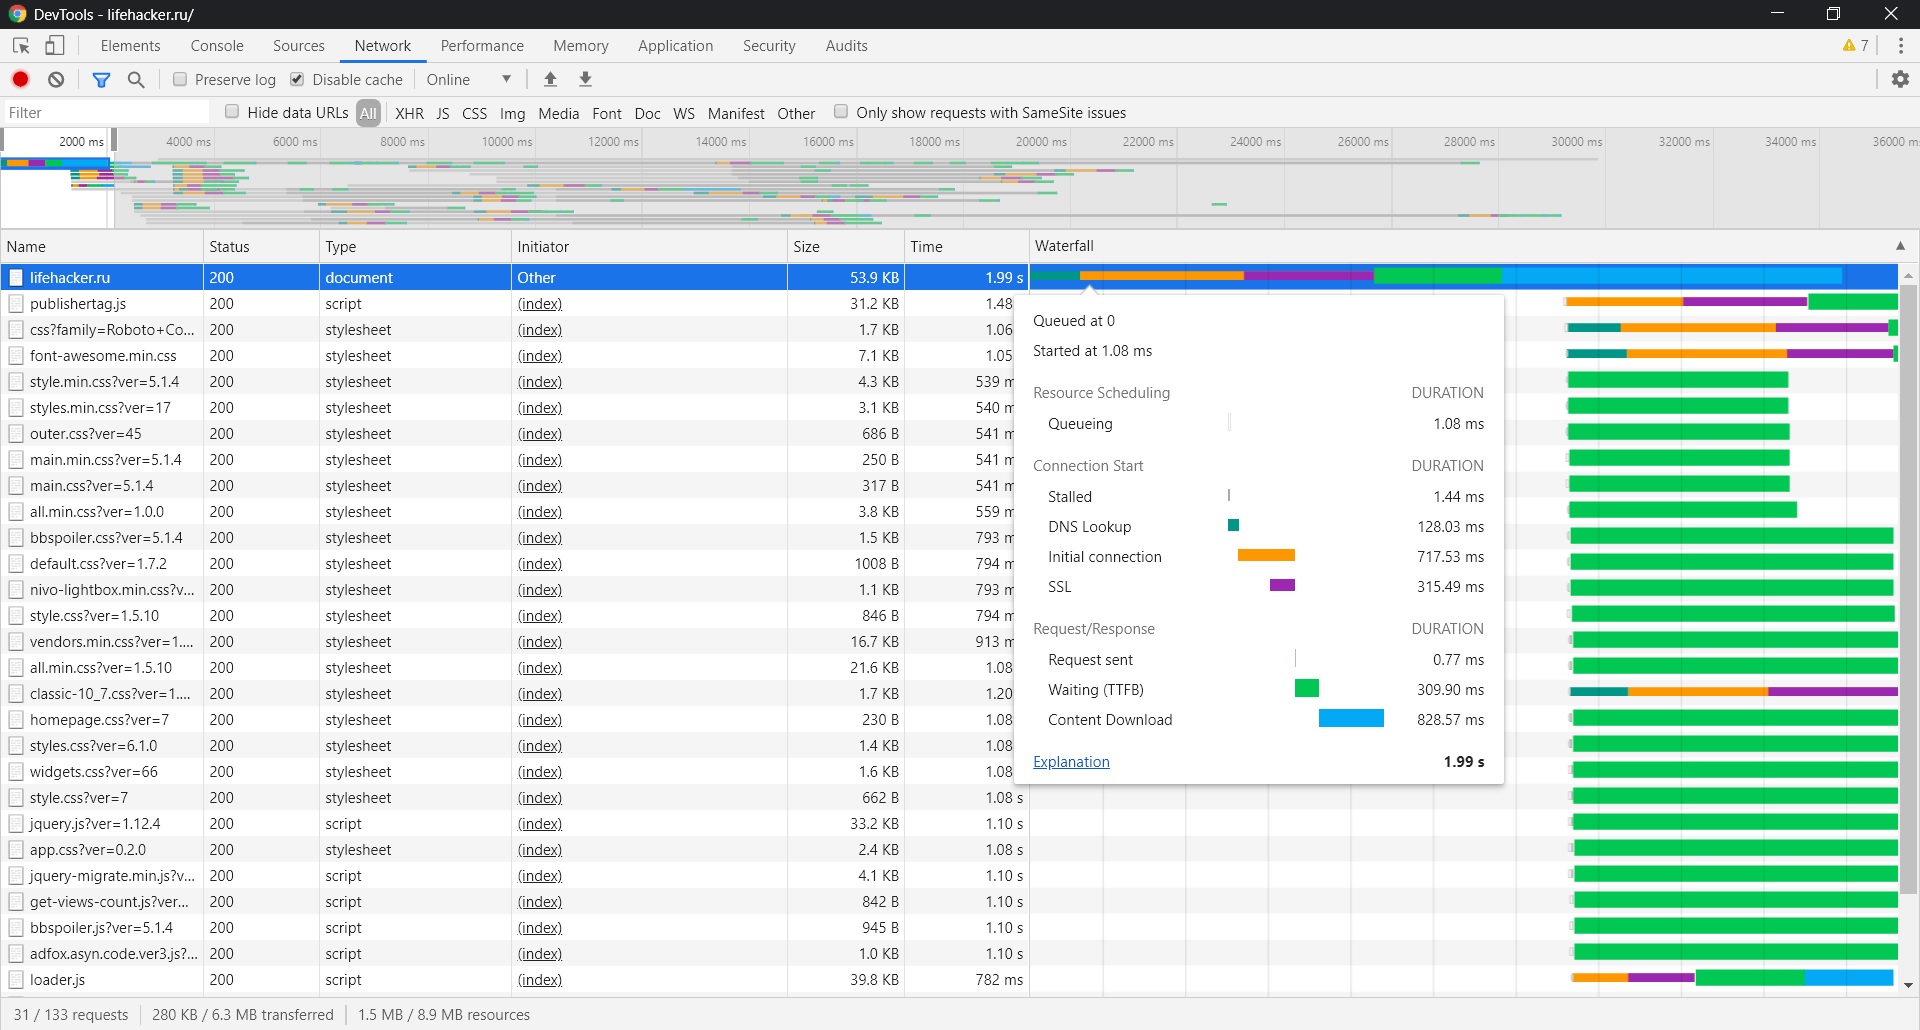 DevTools - lifehacker.ru/
Elements Console Sources Network Performance Memory Application Security Audits 7
Preserve log Disable cache Online
Filter Hide data URLs All XHR JS CSS Img Media Font Doc WS Manifest Other Only show requests with SameSite issues
2000 ms 4000 ms 6000 ms 8000 ms 10000 ms 12000 ms 14000 ms 16000 ms 18000 ms 20000 ms 22000 ms 24000 ms 26000 ms 28000 ms 30000 ms 32000 ms 34000 ms 36000 m
Name Status Type Initiator Size Time Waterfall
lifehacker.ru 200 document Other 53.9 KB 1.99 s
publishertag.js 200 script (index) 31.2 KB 1.48
css?family=Roboto+Co... 200 stylesheet (index) 1.7 KB 1.06
font-awesome.min.css 200 stylesheet (index) 7.1 KB 1.05
style.min.css?ver=5.1.4 200 stylesheet (index) 4.3 KB 539 m
styles.min.css?ver=17 200 stylesheet (index) 3.1 KB 540 m
outer.css?ver=45 200 stylesheet (index) 686 B 541 m
main.min.css?ver=5.1.4 200 stylesheet (index) 250 B 541 m
main.css?ver=5.1.4 200 stylesheet (index) 317 B 541 m
all.min.css?ver=1.0.0 200 stylesheet (index) 3.8 KB 559 m
bbspoiler.css?ver=5.1.4 200 stylesheet (index) 1.5 KB 793 m
default.css?ver=1.7.2 200 stylesheet (index) 1008 B 794 m
nivo-lightbox.min.css?v... 200 stylesheet (index) 1.1 KB 793 m
style.css?ver=1.5.10 200 stylesheet (index) 846 B 794 m
vendors.min.css?ver=1.... 200 stylesheet (index) 16.7 KB 913 m
all.min.css?ver=1.5.10 200 stylesheet (index) 21.6 KB 1.08
classic-10_7.css?ver=1.... 200 stylesheet (index) 1.7 KB 1.20
homepage.css?ver=7 200 stylesheet (index) 230 B 1.08
styles.css?ver=6.1.0 200 stylesheet (index) 1.4 KB 1.08
widgets.css?ver=66 200 stylesheet (index) 1.6 KB 1.08
style.css?ver=7 200 stylesheet (index) 662 B 1.08 s
jquery.js?ver=1.12.4 200 script (index) 33.2 KB 1.10 s
app.css?ver=0.2.0 200 stylesheet (index) 2.4 KB 1.08 s
jquery-migrate.min.js?v... 200 script (index) 4.1 KB 1.10 s
get-views-count.js?ver... 200 script (index) 842 B 1.10 s
bbspoiler.js?ver=5.1.4 200 script (index) 945 B 1.10 s
adfox.asyn.code.ver3.js?... 200 script (index) 1.0 KB 1.10 s
loader.js 200 script (index) 39.8 KB 782 ms
Queued at 0
Started at 1.08 ms
Resource Scheduling DURATION
Queueing 1.08 ms
Connection Start DURATION
Stalled 1.44 ms
DNS Lookup 128.03 ms
Initial connection 717.53 ms
SSL 315.49 ms
Request/Response DURATION
Request sent 0.77 ms
Waiting (TTFB) 309.90 ms
Content Download 828.57 ms
Explanation 1.99 s
31 / 133 requests 280 KB / 6.3 MB transferred 1.5 MB / 8.9 MB resources